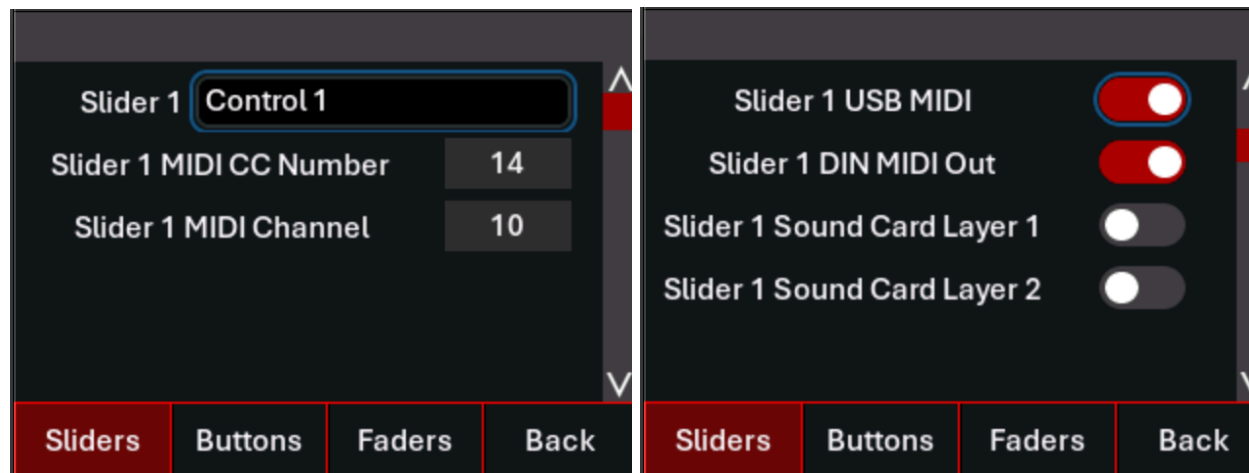 Slider 1 Control 1
Slider 1 MIDI CC Number 14
Slider 1 MIDI Channel 10
Sliders Buttons Faders Back
Slider 1 USB MIDI
Slider 1 DIN MIDI Out
Slider 1 Sound Card Layer 1
Slider 1 Sound Card Layer 2
Sliders Buttons Faders Back